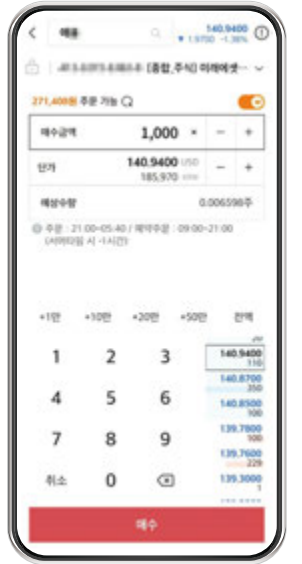 애플
140.9400
▼ 1.9700 -1.38%
[종합_주식] 미래에셋…
271,408원 주문 가능
매수금액 1,000 - +
단가 140.9400 USD - +
185,970
예상수량 0.006598주
주문 : 21:00~05:40 / 예약주문 : 09:00~21:00
(서머타임 시 -1시간)
+1만 +10만 +20만 +50만 잔액
1 2 3
140.9400
110
140.8700
350
4 5 6
140.8500
100
139.7800
100
7 8 9
139.7600
229
취소 0
139.3000
1
매수